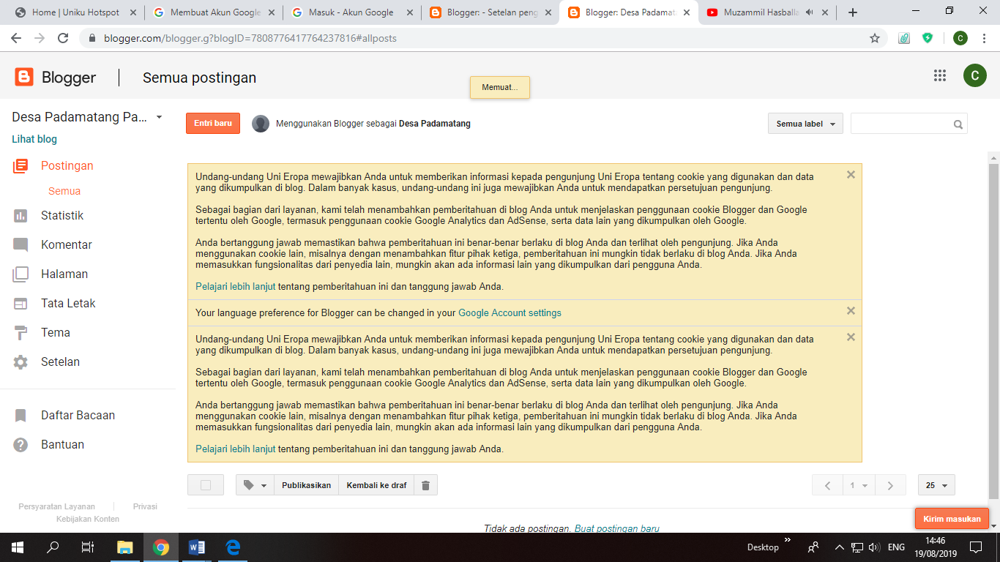 Home | Uniku Hotspot
Membuat Akun Google
Masuk - Akun Google
Blogger: - Setelan peng
Blogger: Desa Padamat
Muzammil Hasballa
blogger.com/blogger.g?blogID=7808776417764237816#allposts
C
Blogger
Semua postingan
Memuat...
C
Desa Padamatang Pa...
Entri baru
Menggunakan Blogger sebagai Desa Padamatang
Semua label
Lihat blog
Postingan
Semua
Statistik
Komentar
Halaman
Tata Letak
Tema
Setelan
Daftar Bacaan
Bantuan
Persyaratan Layanan
Privasi
Kebijakan Konten
Undang-undang Uni Eropa mewajibkan Anda untuk memberikan informasi kepada pengunjung Uni Eropa tentang cookie yang digunakan dan data
yang dikumpulkan di blog. Dalam banyak kasus, undang-undang ini juga mewajibkan Anda untuk mendapatkan persetujuan pengunjung.
Sebagai bagian dari layanan, kami telah menambahkan pemberitahuan di blog Anda untuk menjelaskan penggunaan cookie Blogger dan Google
tertentu oleh Google, termasuk penggunaan cookie Google Analytics dan AdSense, serta data lain yang dikumpulkan oleh Google.
Anda bertanggung jawab memastikan bahwa pemberitahuan ini benar-benar berlaku di blog Anda dan terlihat oleh pengunjung. Jika Anda
menggunakan cookie lain, misalnya dengan menambahkan fitur pihak ketiga, pemberitahuan ini mungkin tidak berlaku di blog Anda. Jika Anda
memasukkan fungsionalitas dari penyedia lain, mungkin akan ada informasi lain yang dikumpulkan dari pengguna Anda.
Pelajari lebih lanjut tentang pemberitahuan ini dan tanggung jawab Anda.
Your language preference for Blogger can be changed in your Google Account settings
Undang-undang Uni Eropa mewajibkan Anda untuk memberikan informasi kepada pengunjung Uni Eropa tentang cookie yang digunakan dan data
yang dikumpulkan di blog. Dalam banyak kasus, undang-undang ini juga mewajibkan Anda untuk mendapatkan persetujuan pengunjung.
Sebagai bagian dari layanan, kami telah menambahkan pemberitahuan di blog Anda untuk menjelaskan penggunaan cookie Blogger dan Google
tertentu oleh Google, termasuk penggunaan cookie Google Analytics dan AdSense, serta data lain yang dikumpulkan oleh Google.
Anda bertanggung jawab memastikan bahwa pemberitahuan ini benar-benar berlaku di blog Anda dan terlihat oleh pengunjung. Jika Anda
menggunakan cookie lain, misalnya dengan menambahkan fitur pihak ketiga, pemberitahuan ini mungkin tidak berlaku di blog Anda. Jika Anda
memasukkan fungsionalitas dari penyedia lain, mungkin akan ada informasi lain yang dikumpulkan dari pengguna Anda.
Pelajari lebih lanjut tentang pemberitahuan ini dan tanggung jawab Anda.
Publikasikan
Kembali ke draf
1
25
Tidak ada postingan. Buat postingan baru
Kirim masukan
Desktop
ENG
14:46
19/08/2019